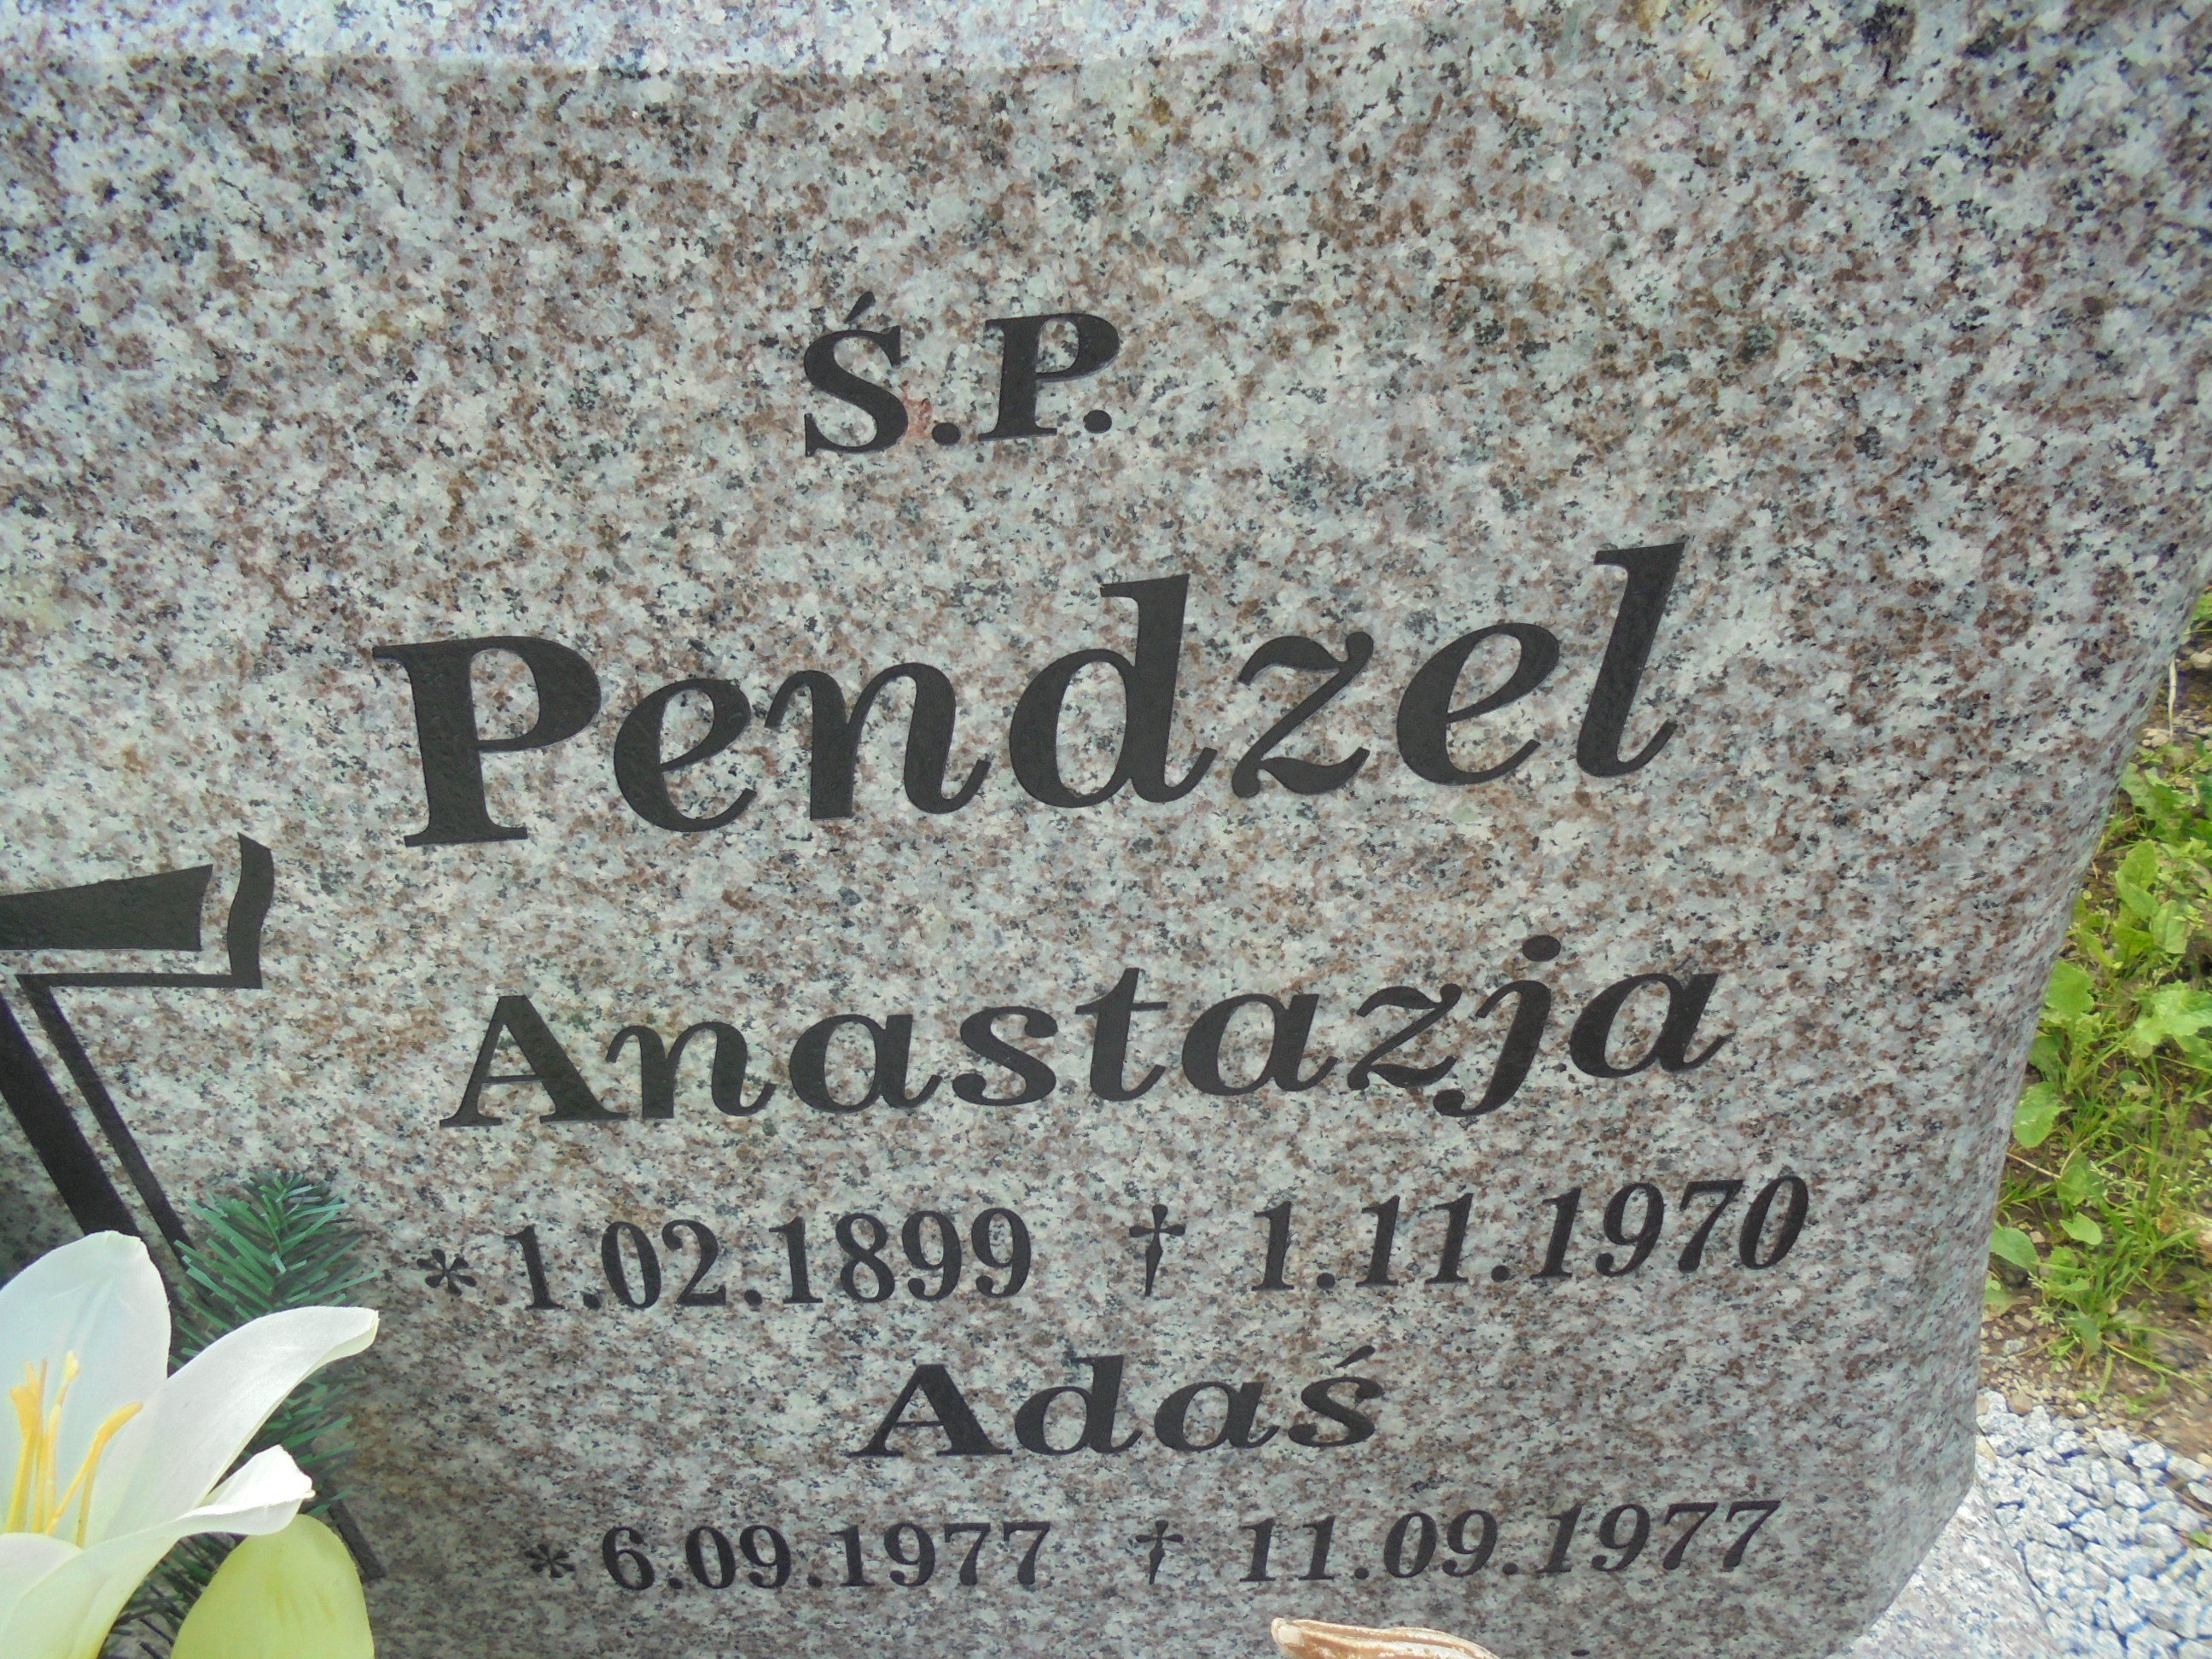 Ś.P.
Pendzel
Anastazja
* 1.02.1899 † 1.11.1970
Adaś
* 6.09.1977 † 11.09.1977